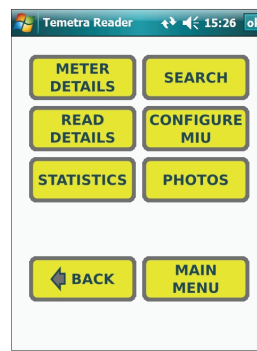 Temetra Reader 15:26 ok
METER
DETAILS
SEARCH
READ
DETAILS
CONFIGURE
MIU
STATISTICS
PHOTOS
BACK
MAIN
MENU